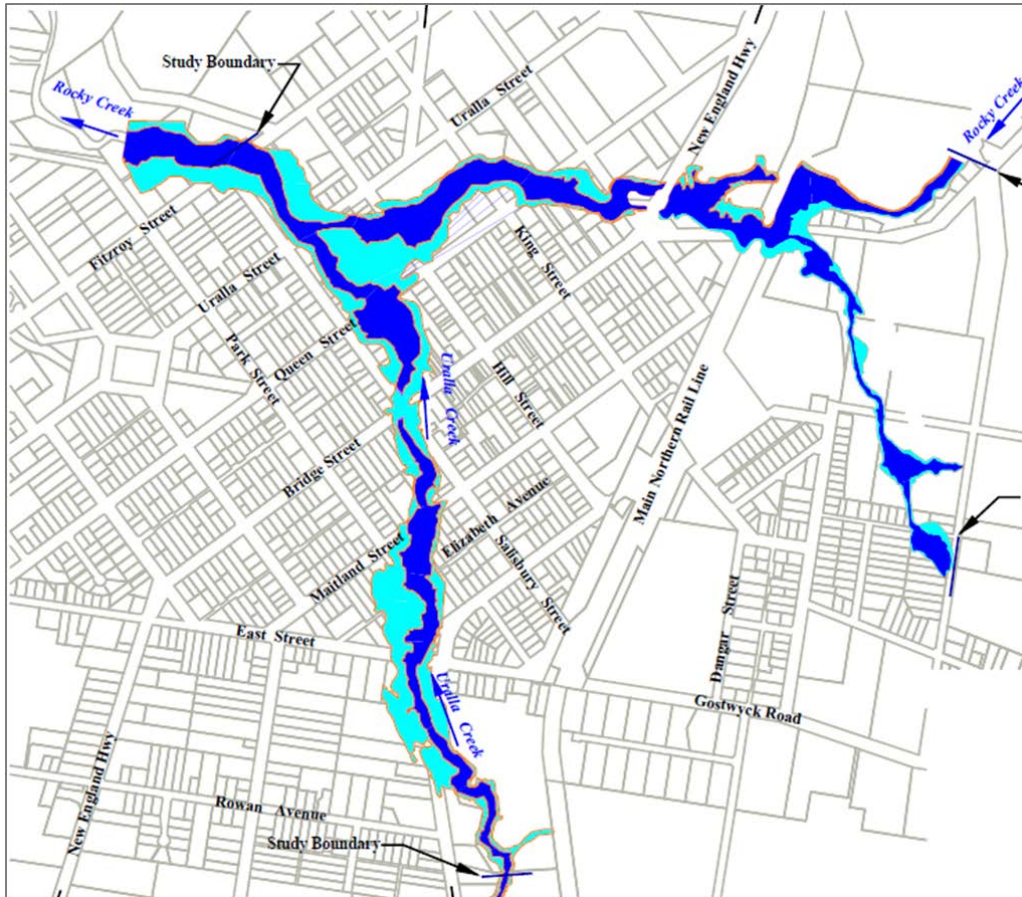 Study Boundary
Rocky Creek
Uralla Street
New England Hwy
Rocky Creek
Fitzroy Street
Uralla Street
King Street
Park Street
Queen Street
Uralla Creek
Hill Street
Main Northern Rail Line
Bridge Street
Elizabeth Avenue
Maitland Street
Salisbury Street
East Street
Dangar Street
Uralla Creek
Gostwyck Road
New England Hwy
Rowan Avenue
Study Boundary